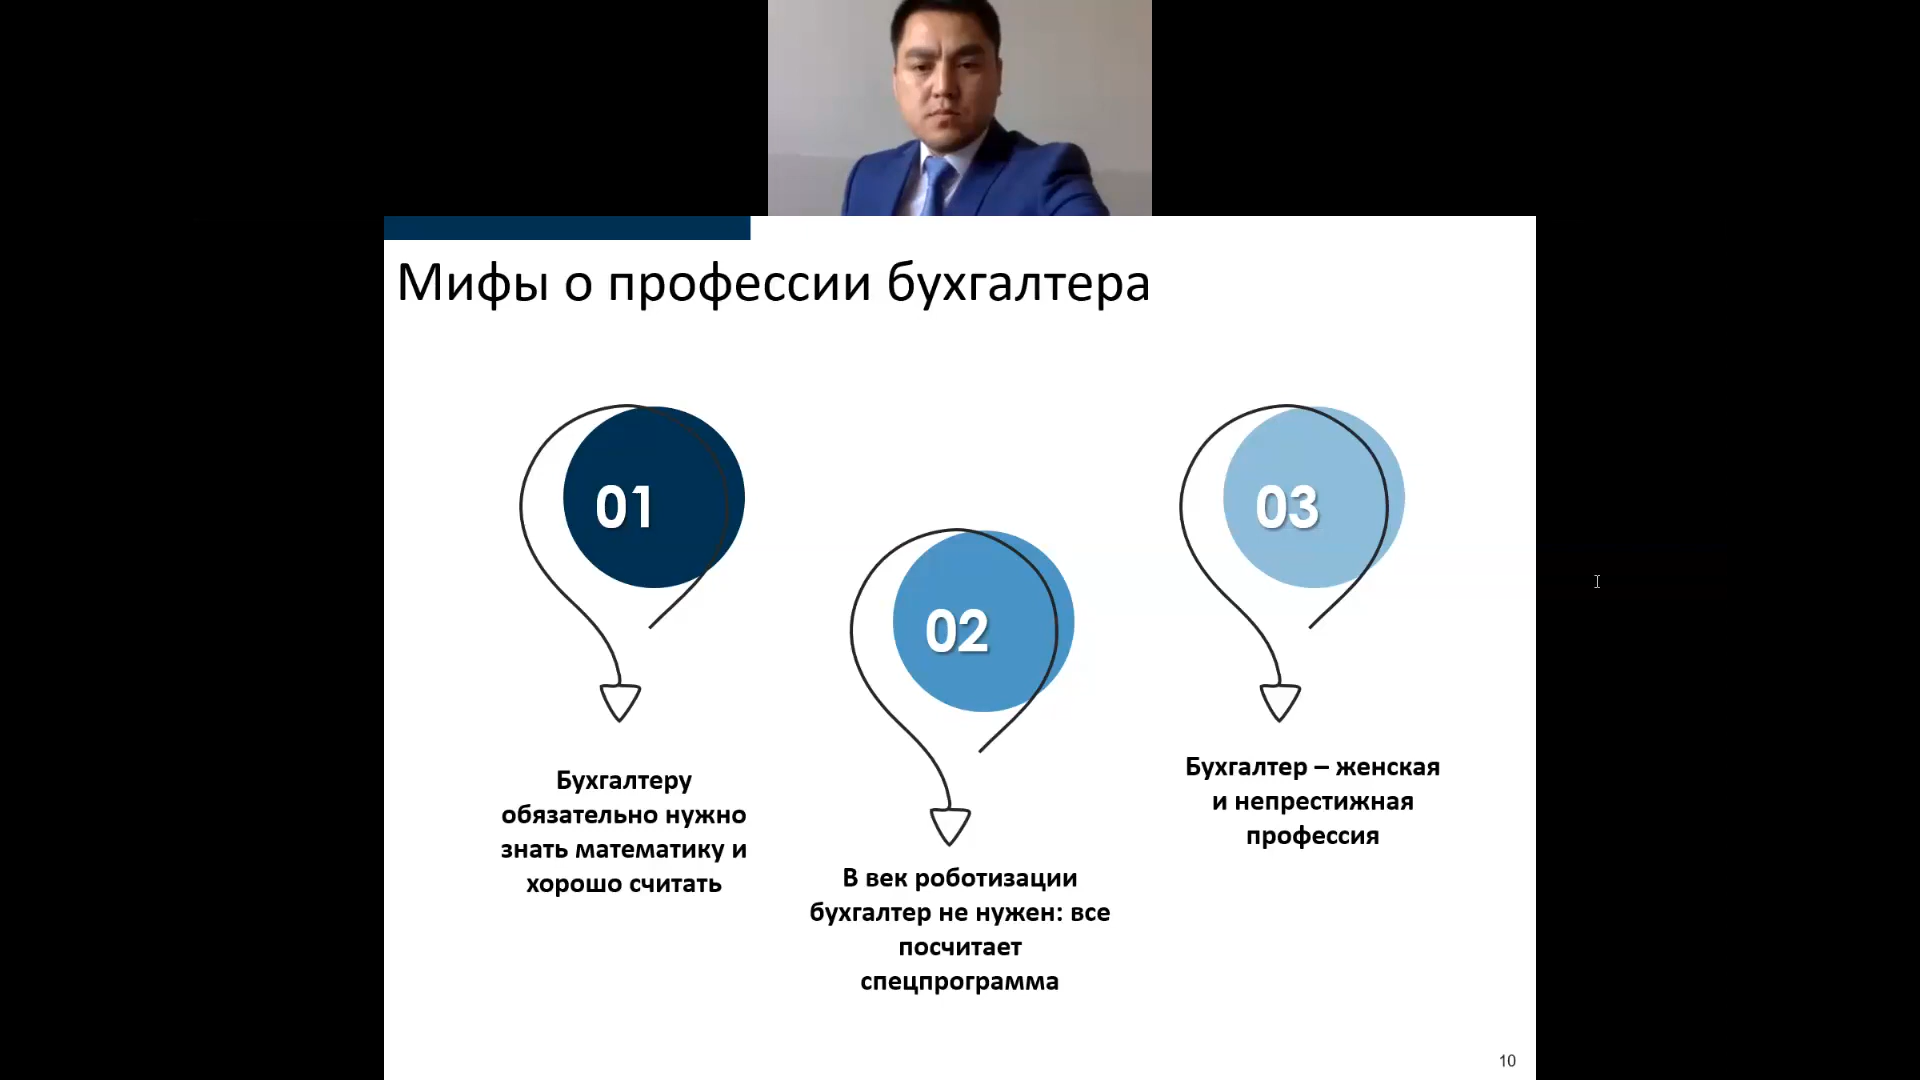 Мифы о профессии бухгалтера
01
02
03
Бухгалтеру
обязательно нужно
знать математику и
хорошо считать
В век роботизации
бухгалтер не нужен: все
посчитает
спецпрограмма
Бухгалтер – женская
и непрестижная
профессия
10